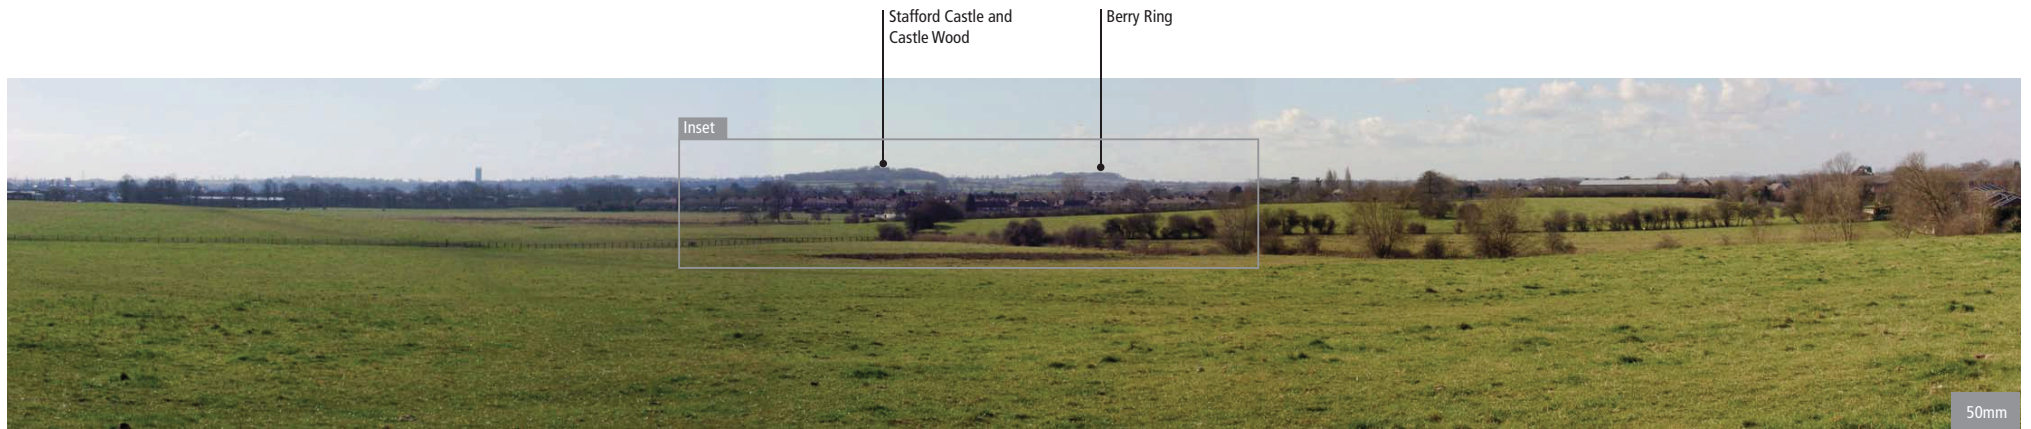 Stafford Castle and
Castle Wood
Berry Ring
Inset
50mm